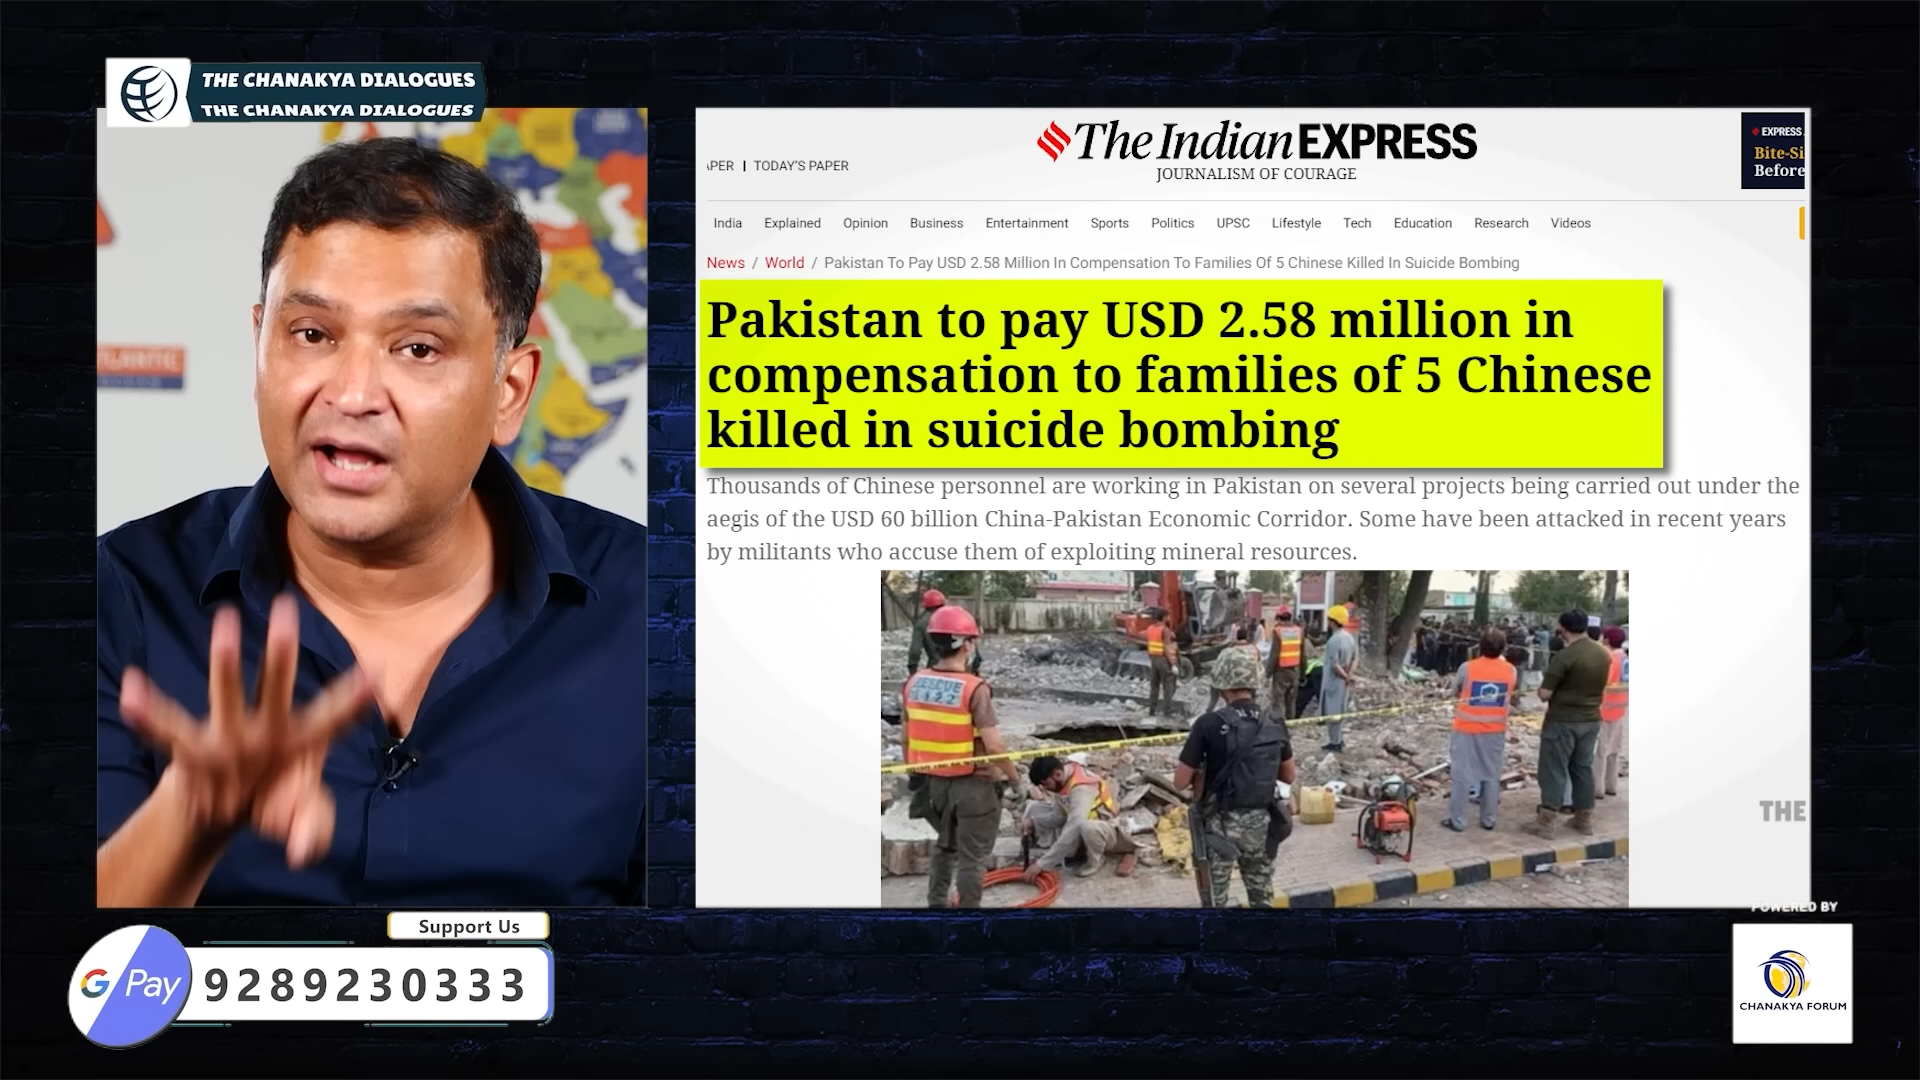 THE CHANAKYA DIALOGUES
THE CHANAKYA DIALOGUES
The Indian EXPRESS
JOURNALISM OF COURAGE
TODAY'S PAPER
EXPRESS
Bite-Si
Before
India Explained Opinion Business Entertainment Sports Politics UPSC Lifestyle Tech Education Research Videos
News / World / Pakistan To Pay USD 2.58 Million In Compensation To Families Of 5 Chinese Killed In Suicide Bombing
Pakistan to pay USD 2.58 million in
compensation to families of 5 Chinese
killed in suicide bombing
Thousands of Chinese personnel are working in Pakistan on several projects being carried out under the
aegis of the USD 60 billion China-Pakistan Economic Corridor. Some have been attacked in recent years
by militants who accuse them of exploiting mineral resources.
THE
Support Us
G Pay 9289230333
POWERED BY
CHANAKYA FORUM